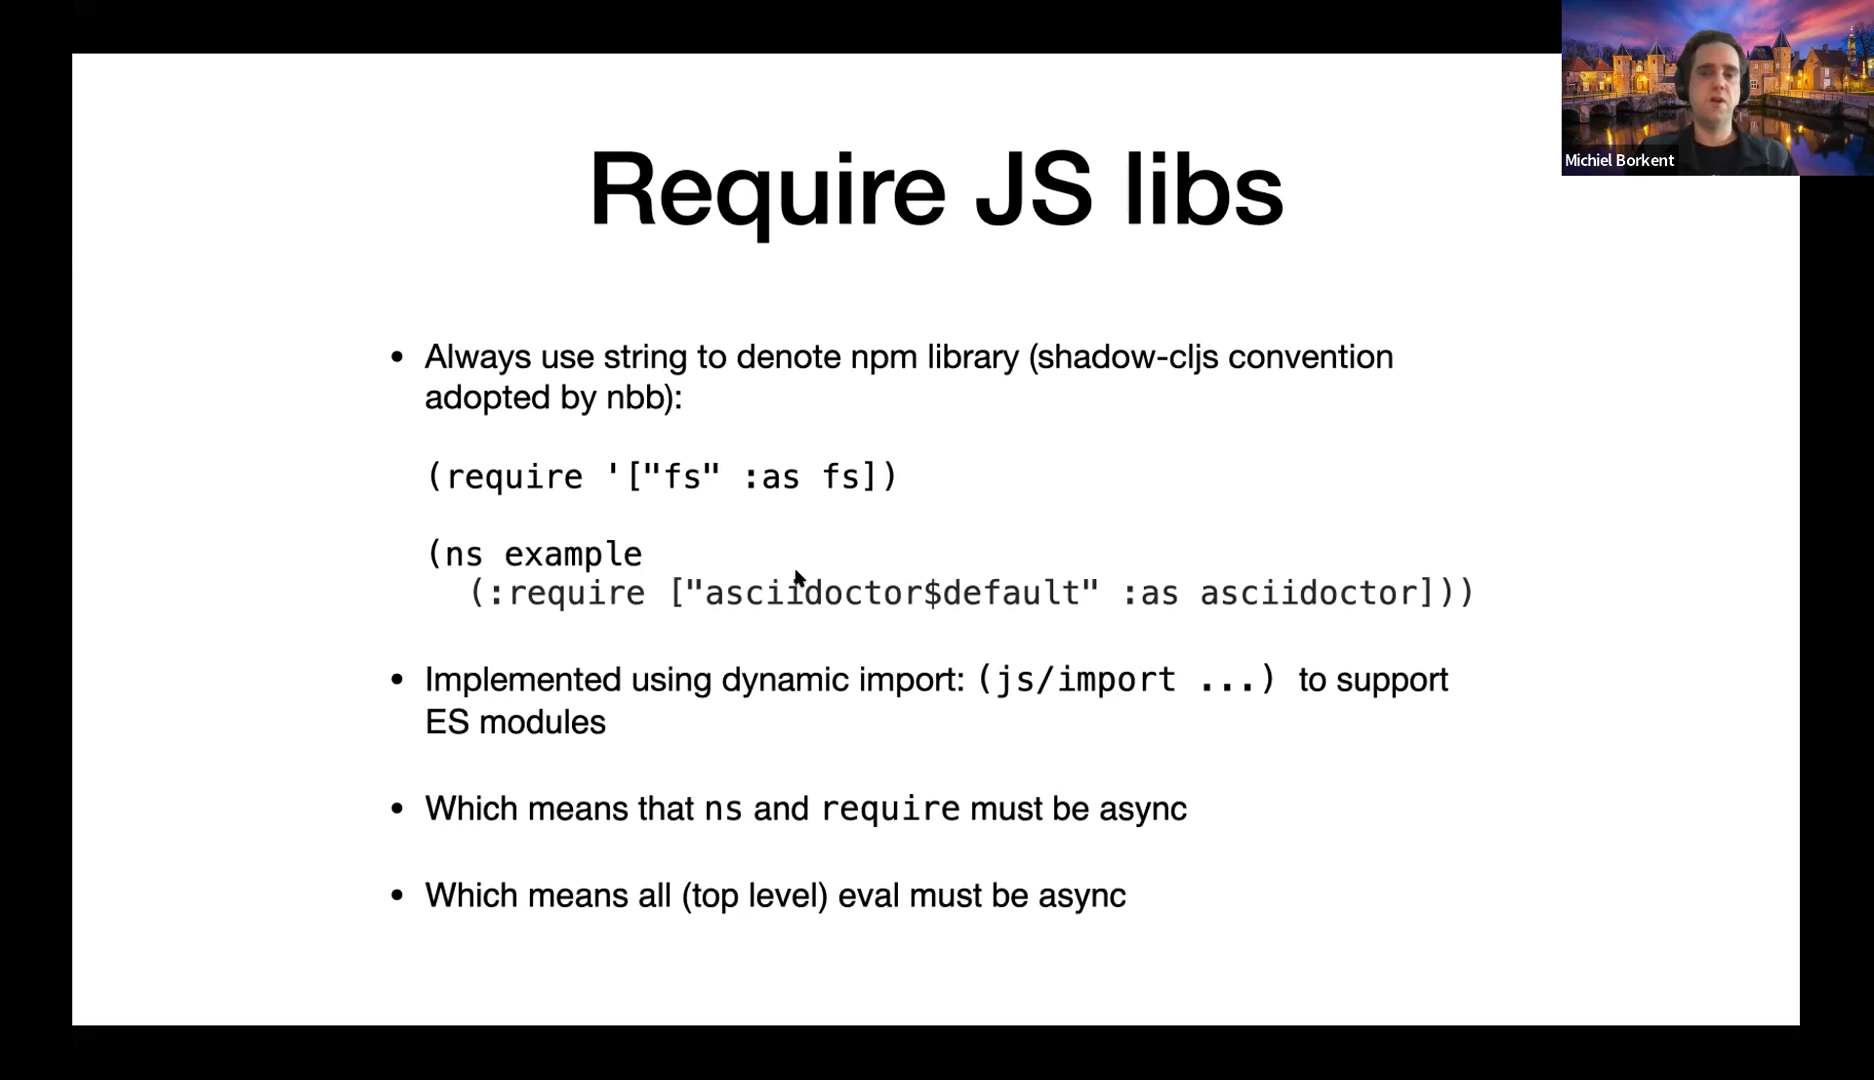 Require JS libs
Michiel Borkent
• Always use string to denote npm library (shadow-cljs convention
adopted by nbb):
(require '["fs" :as fs])
(ns example
(:require ["asciidoctor$default" :as asciidoctor]))
• Implemented using dynamic import: (js/import ...) to support
ES modules
• Which means that ns and require must be async
• Which means all (top level) eval must be async